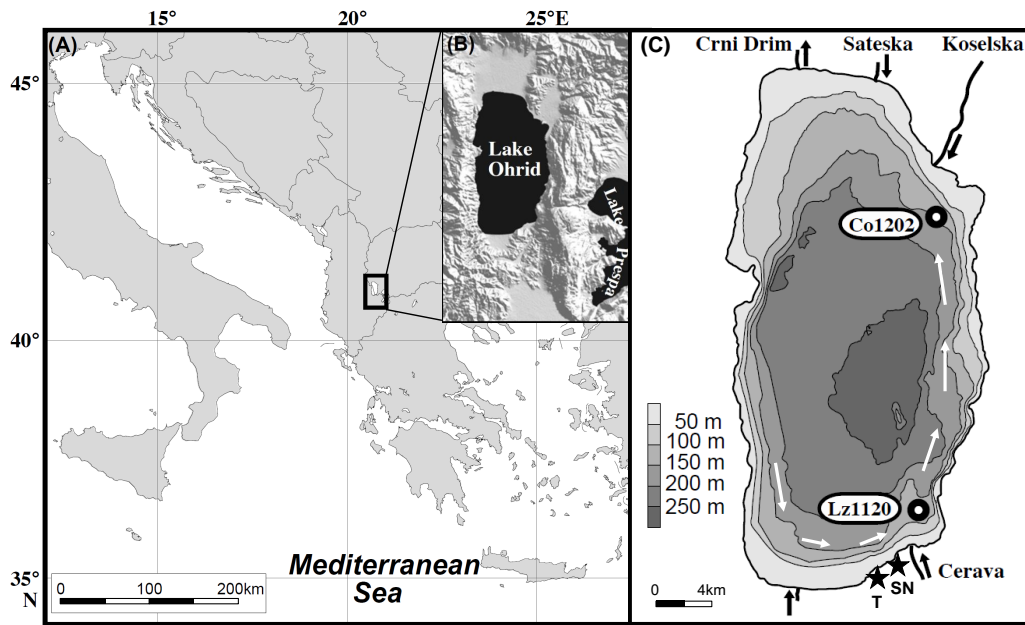 15°
20°
25°E
(A)
(B)
(C)
45°
40°
35°
N
Lake
Ohrid
Lake
Prespa
0 100 200km
Mediterranean
Sea
Crni Drim
Sateska
Koselska
Co1202
Lz1120
50 m
100 m
150 m
200 m
250 m
0 4km
Cerava
SN
T